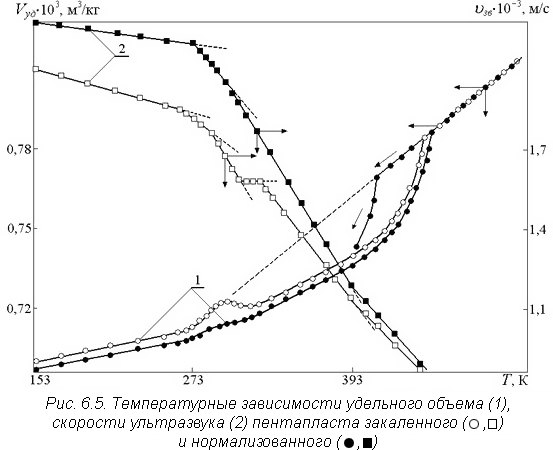 V_уд·10³, м³/кг υ_зв·10⁻³, м/с
2
0,78 1,7
0,75 1,4
0,72 1,1
1
153 273 393 T, К
Рис. 6.5. Температурные зависимости удельного объема (1),
скорости ультразвука (2) пентапласта закаленного (○,□)
и нормализованного (●,■)